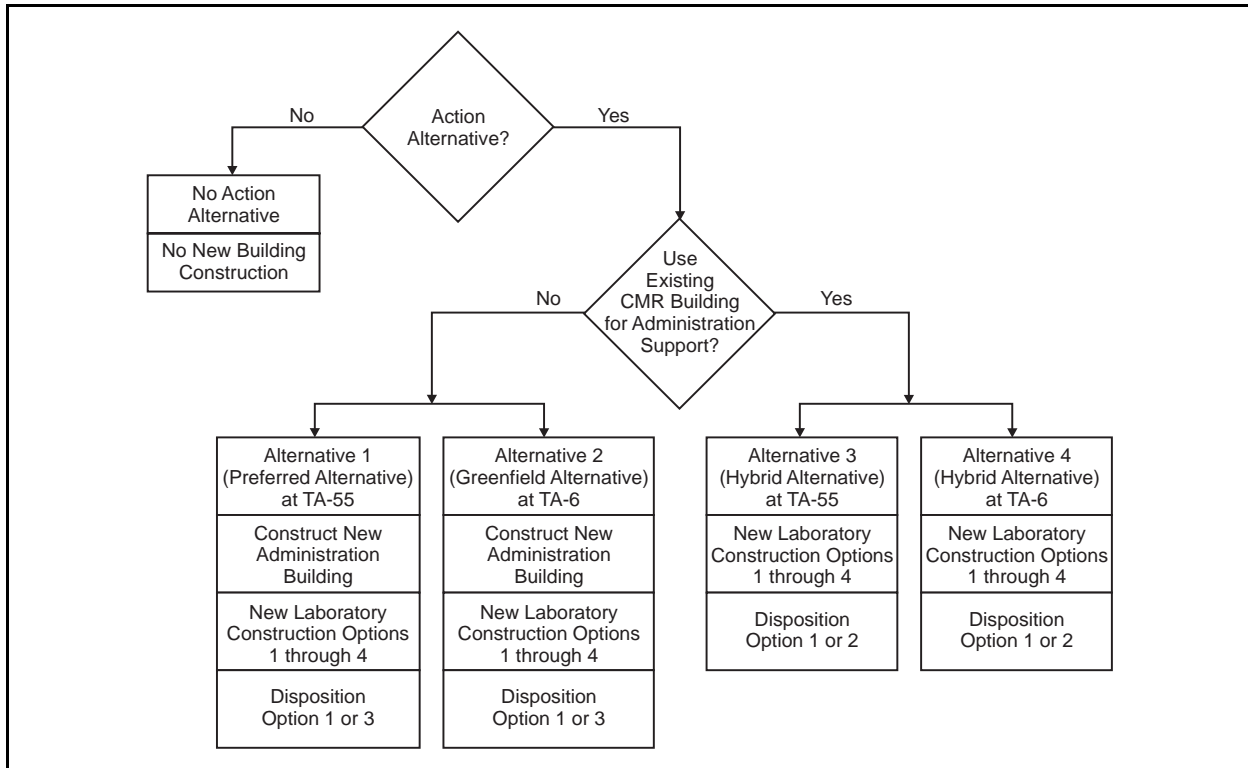 Action
Alternative?
No
Yes
No Action
Alternative
No New Building
Construction
Use
Existing
CMR Building
for Administration
Support?
No
Yes
Alternative 1
(Preferred Alternative)
at TA-55
Construct New
Administration
Building
New Laboratory
Construction Options
1 through 4
Disposition
Option 1 or 3
Alternative 2
(Greenfield Alternative)
at TA-6
Construct New
Administration
Building
New Laboratory
Construction Options
1 through 4
Disposition
Option 1 or 3
Alternative 3
(Hybrid Alternative)
at TA-55
New Laboratory
Construction Options
1 through 4
Disposition
Option 1 or 2
Alternative 4
(Hybrid Alternative)
at TA-6
New Laboratory
Construction Options
1 through 4
Disposition
Option 1 or 2